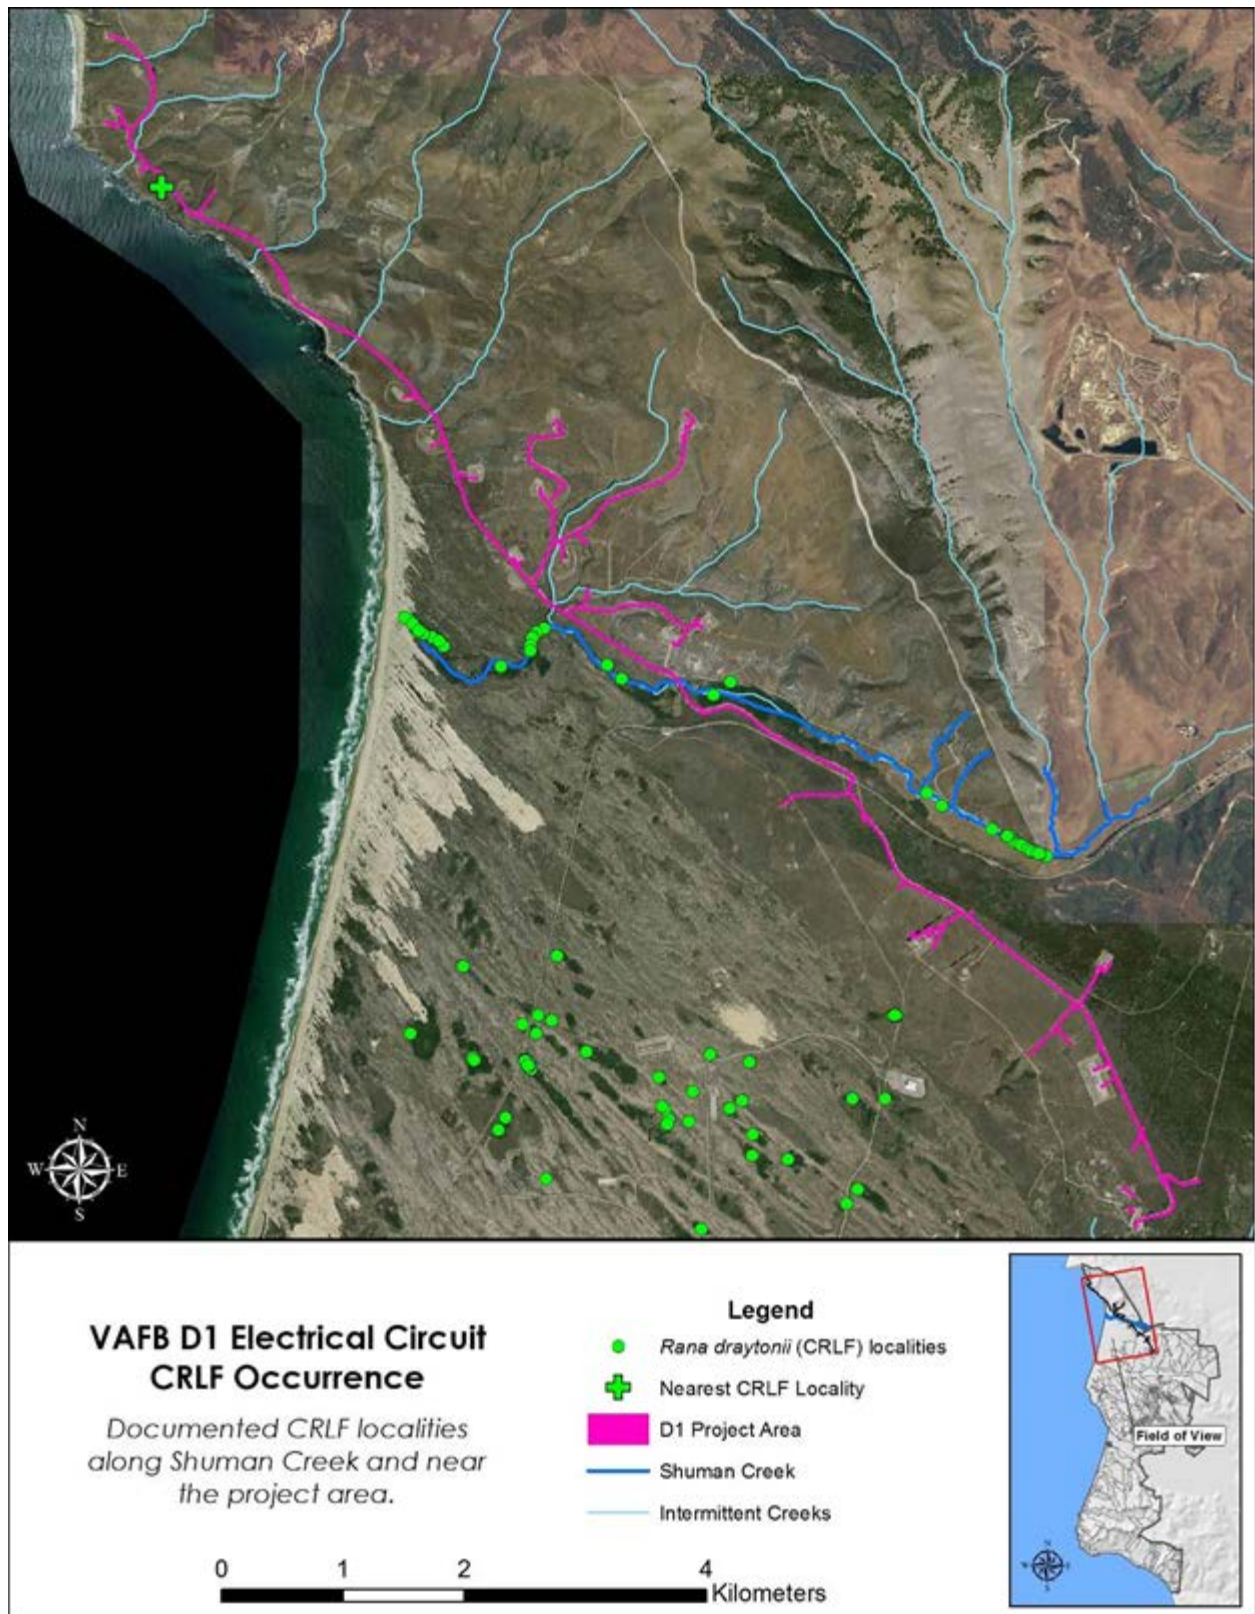 N
W E
S
VAFB D1 Electrical Circuit
CRLF Occurrence
Documented CRLF localities
along Shuman Creek and near
the project area.
0 1 2 4
Kilometers
Legend
Rana draytonii (CRLF) localities
Nearest CRLF Locality
D1 Project Area
Shuman Creek
Intermittent Creeks
Field of View